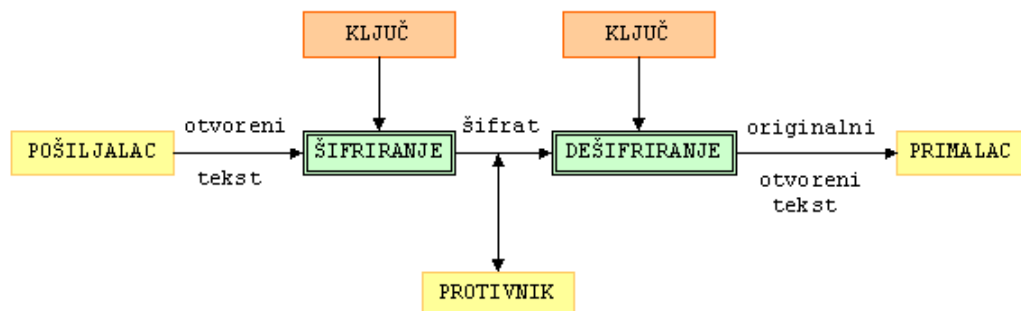 KLJUČ
KLJUČ
otvoreni
šifrat
originalni
POŠILJALAC
ŠIFRIRANJE
DEŠIFRIRANJE
PRIMALAC
tekst
otvoreni
tekst
PROTIVNIK